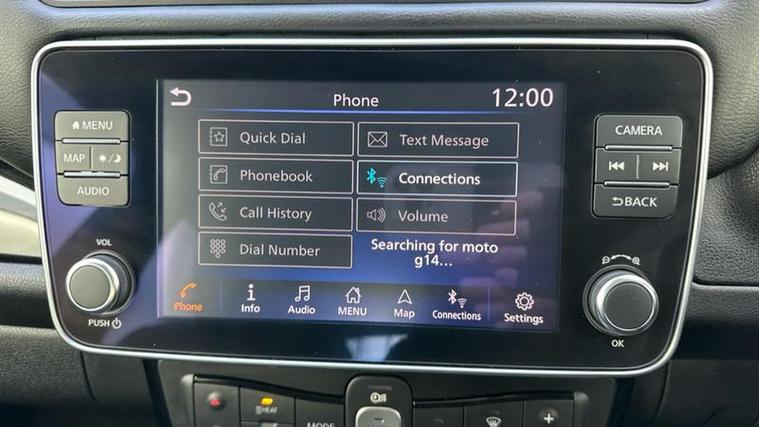 Phone
12:00
MENU
MAP
AUDIO
VOL
PUSH
Quick Dial
Text Message
Phonebook
Connections
Call History
Volume
Dial Number
Searching for moto
g14...
Phone
Info
Audio
MENU
Map
Connections
Settings
CAMERA
BACK
OK
HEAT
MODE